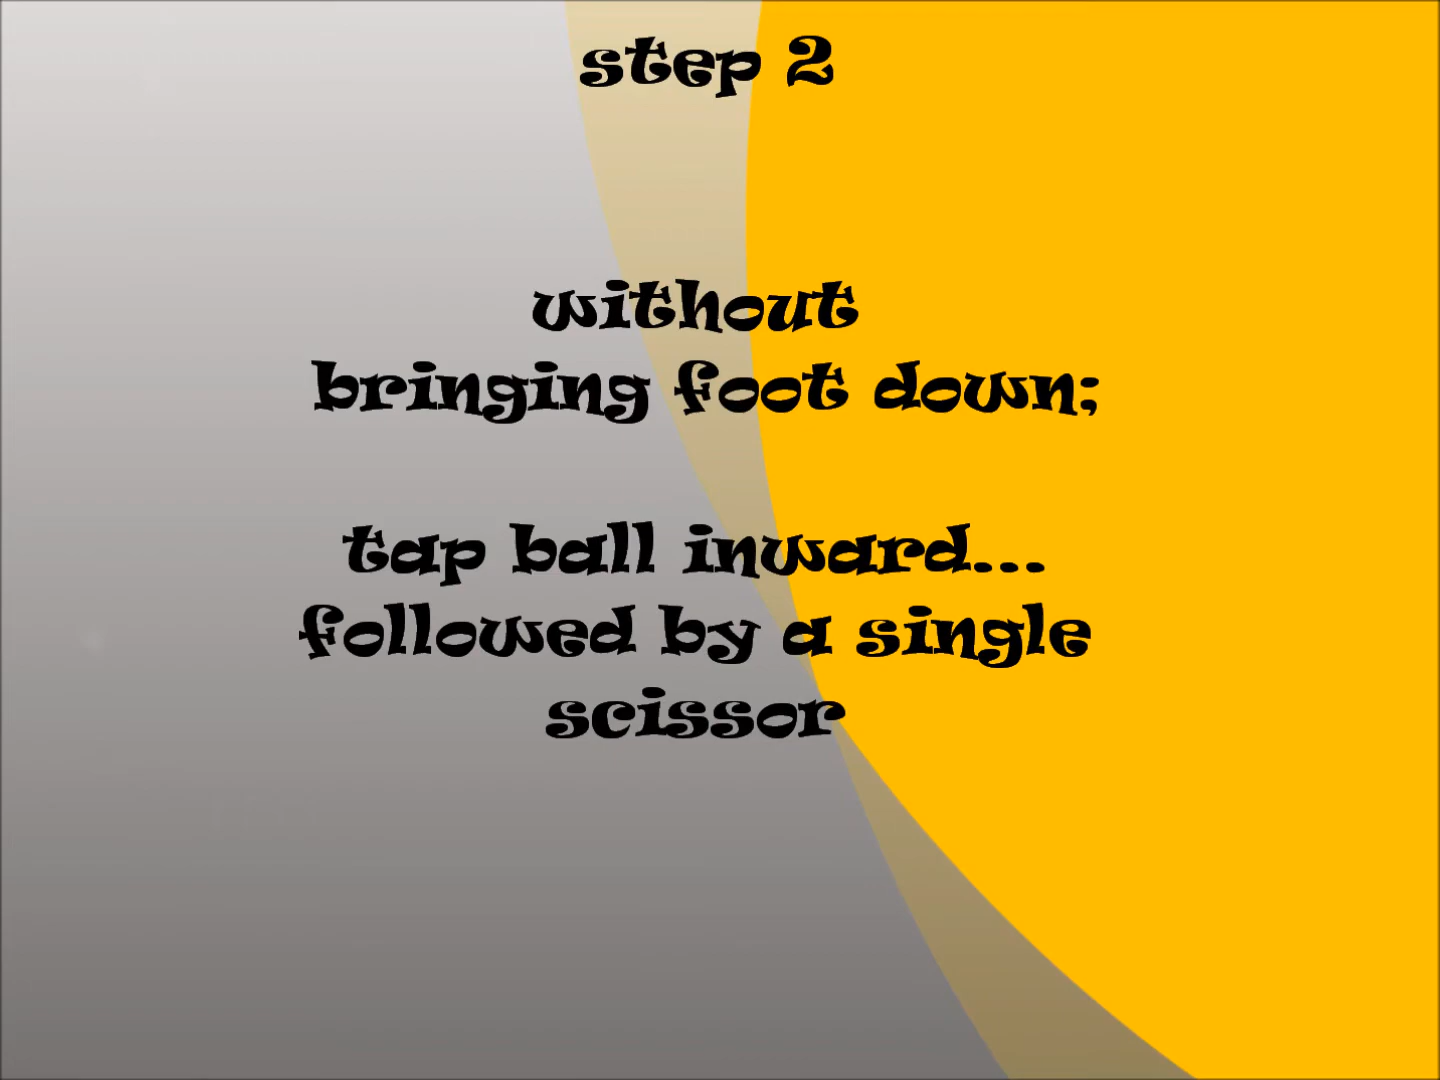 step 2
without
bringing foot down;
tap ball inward...
followed by a single
scissor